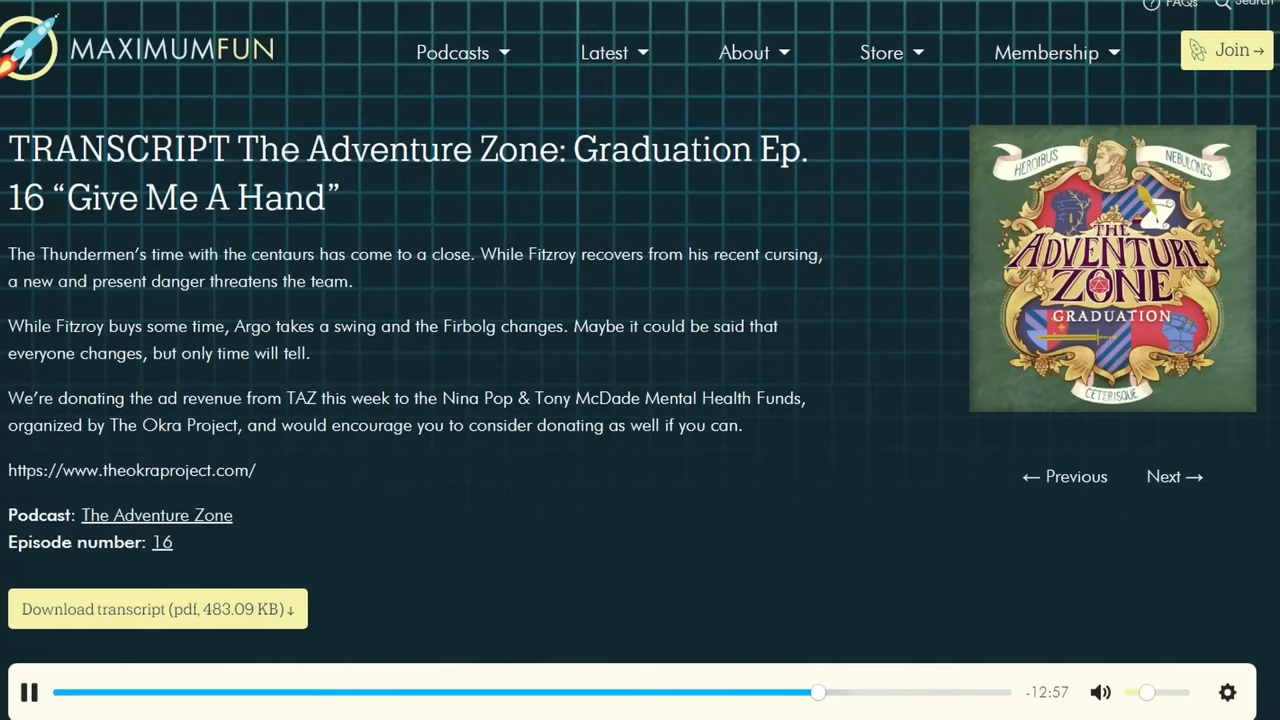 FAQs
Search
MAXIMUMFUN
Podcasts
Latest
About
Store
Membership
Join →
TRANSCRIPT The Adventure Zone: Graduation Ep.
16 “Give Me A Hand”
The Thundermen’s time with the centaurs has come to a close. While Fitzroy recovers from his recent cursing,
a new and present danger threatens the team.
While Fitzroy buys some time, Argo takes a swing and the Firbolg changes. Maybe it could be said that
everyone changes, but only time will tell.
We’re donating the ad revenue from TAZ this week to the Nina Pop & Tony McDade Mental Health Funds,
organized by The Okra Project, and would encourage you to consider donating as well if you can.
https://www.theokraproject.com/
Podcast: The Adventure Zone
Episode number: 16
Download transcript (pdf, 483.09 KB) ↓
HEROIBUS
NEBULONES
THE
ADVENTURE
ZONE
GRADUATION
CETERISQUE
← Previous
Next →
-12:57